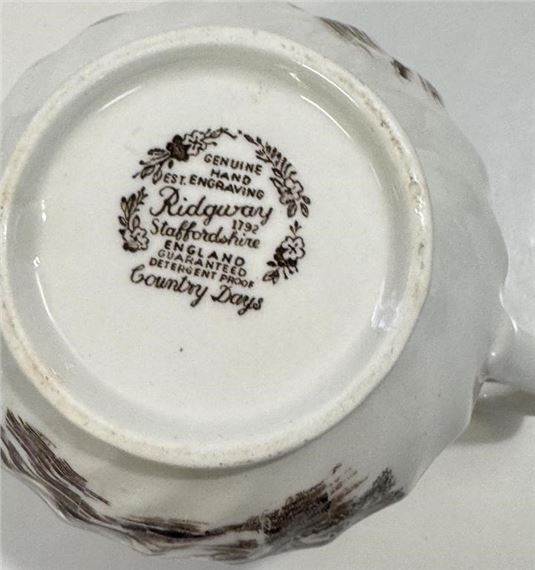 GENUINE
HAND
EST. ENGRAVING
Ridgway
1792
Staffordshire
ENGLAND
GUARANTEED
DETERGENT PROOF
Country Days